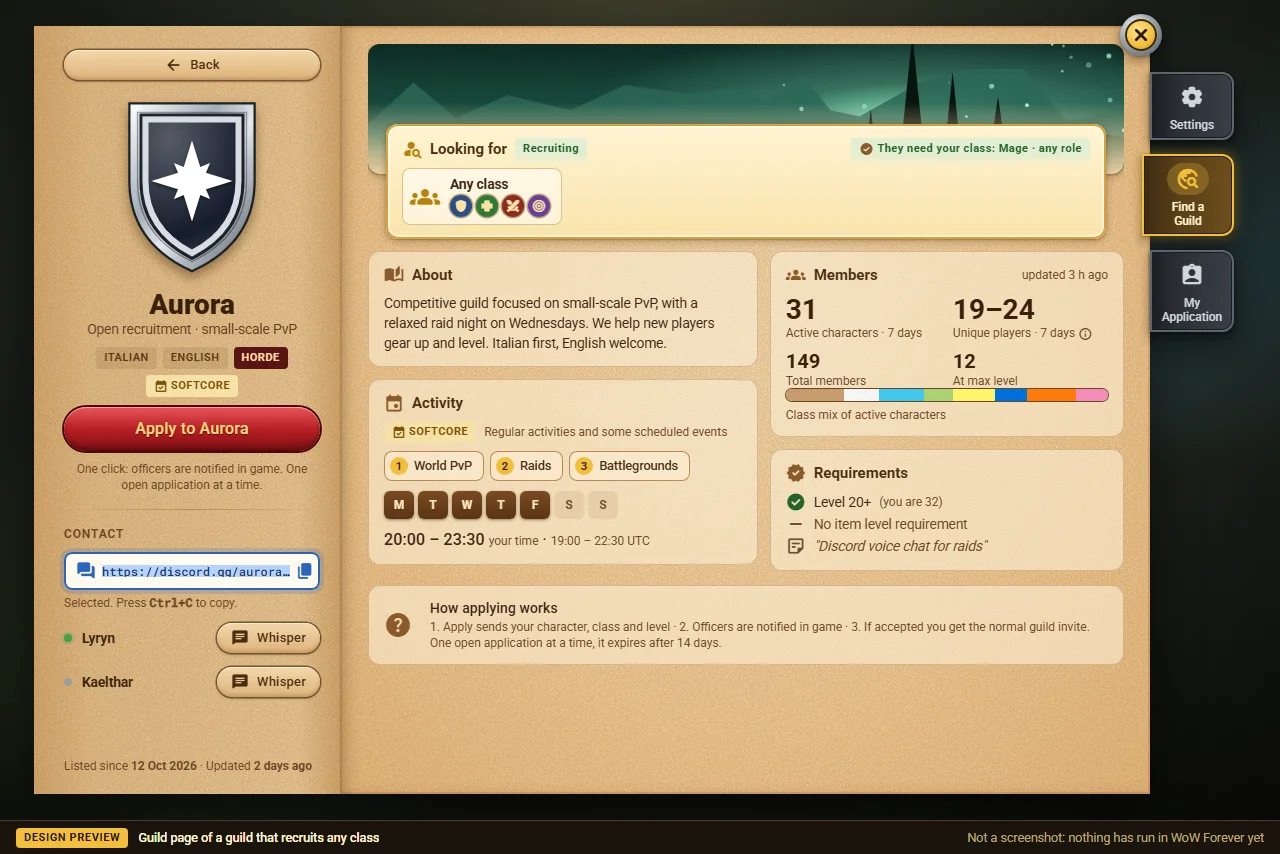 Back
Aurora
Open recruitment · small-scale PvP
ITALIAN ENGLISH HORDE
SOFTCORE
Apply to Aurora
One click: officers are notified in game. One
open application at a time.
CONTACT
https://discord.gg/aurora…
Selected. Press Ctrl+C to copy.
Lyryn Whisper
Kaelthar Whisper
Listed since 12 Oct 2026 · Updated 2 days ago
Looking for Recruiting
They need your class: Mage · any role
Any class
About
Competitive guild focused on small-scale PvP, with a
relaxed raid night on Wednesdays. We help new players
gear up and level. Italian first, English welcome.
Activity
SOFTCORE Regular activities and some scheduled events
1 World PvP 2 Raids 3 Battlegrounds
M T W T F S S
20:00 – 23:30 your time · 19:00 – 22:30 UTC
Members updated 3 h ago
31 19–24
Active characters · 7 days Unique players · 7 days
149 12
Total members At max level
Class mix of active characters
Requirements
Level 20+ (you are 32)
No item level requirement
"Discord voice chat for raids"
How applying works
1. Apply sends your character, class and level · 2. Officers are notified in game · 3. If accepted you get the normal guild invite.
One open application at a time, it expires after 14 days.
Settings
Find a
Guild
My
Application
DESIGN PREVIEW Guild page of a guild that recruits any class
Not a screenshot: nothing has run in WoW Forever yet